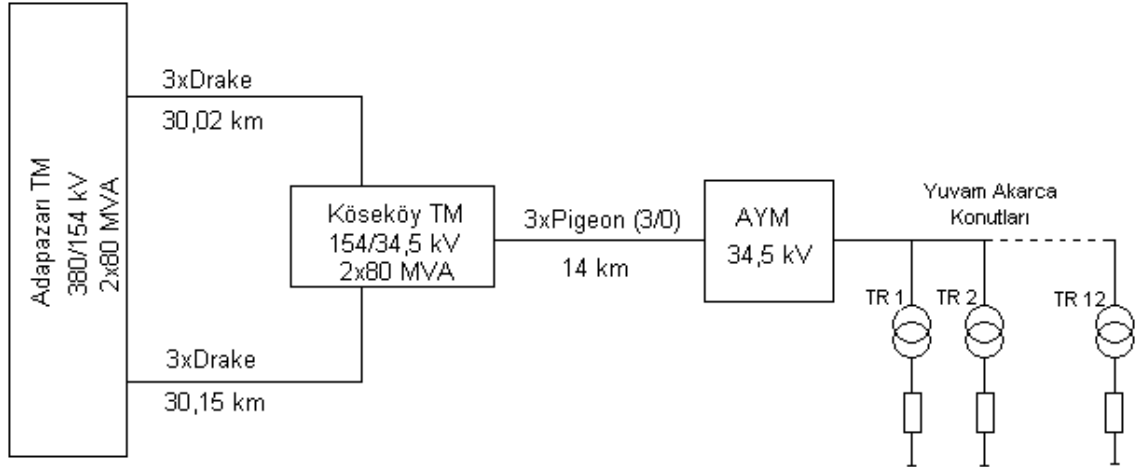 Adapazarı TM
380/154 kV
2x80 MVA
3xDrake
30,02 km
Köseköy TM
154/34,5 kV
2x80 MVA
3xDrake
30,15 km
3xPigeon (3/0)
14 km
AYM
34,5 kV
Yuvam Akarca
Konutları
TR 1
TR 2
TR 12